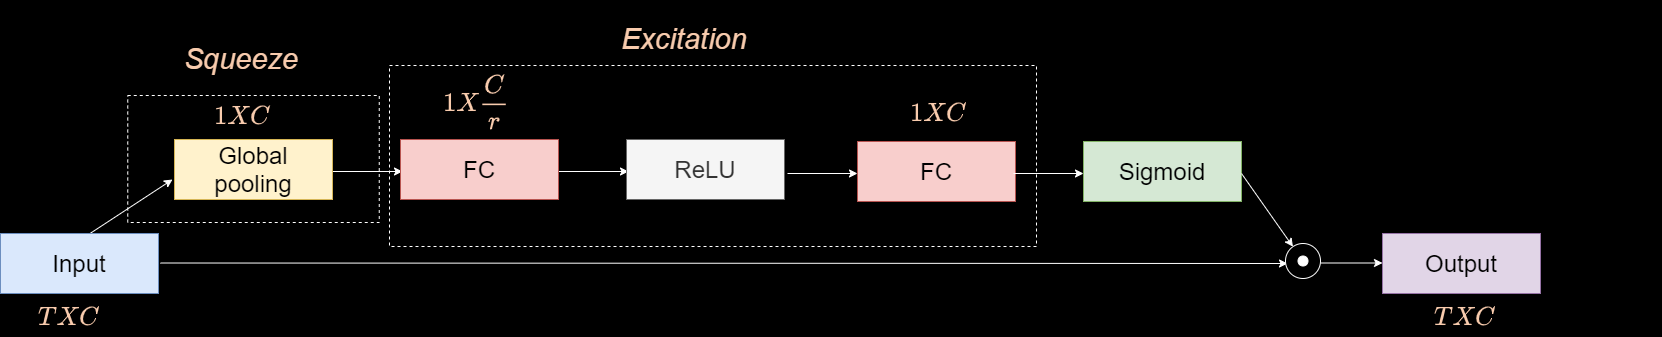 Excitation
Squeeze
1X C/r
1XC
1XC
Global
pooling
FC
ReLU
FC
Sigmoid
Input
Output
TXC
TXC